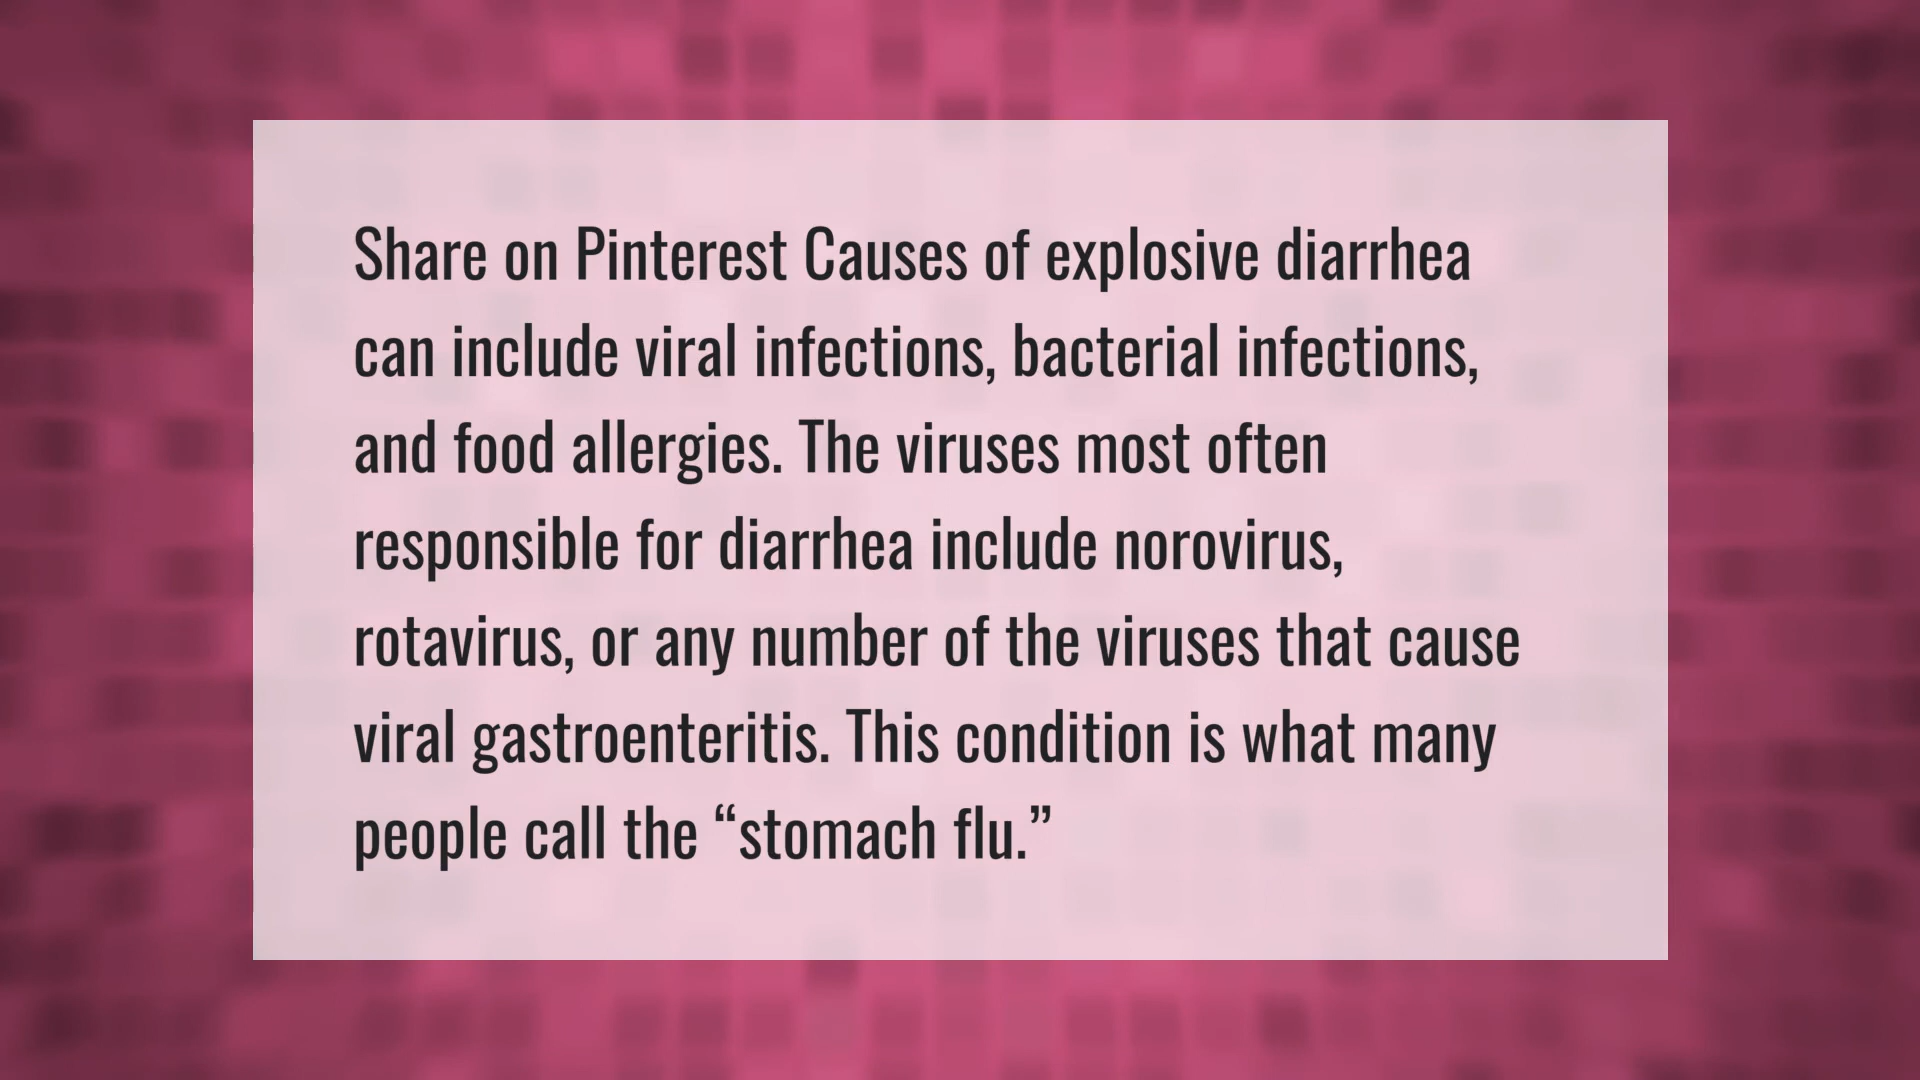 Share on Pinterest Causes of explosive diarrhea
can include viral infections, bacterial infections,
and food allergies. The viruses most often
responsible for diarrhea include norovirus,
rotavirus, or any number of the viruses that cause
viral gastroenteritis. This condition is what many
people call the “stomach flu.”